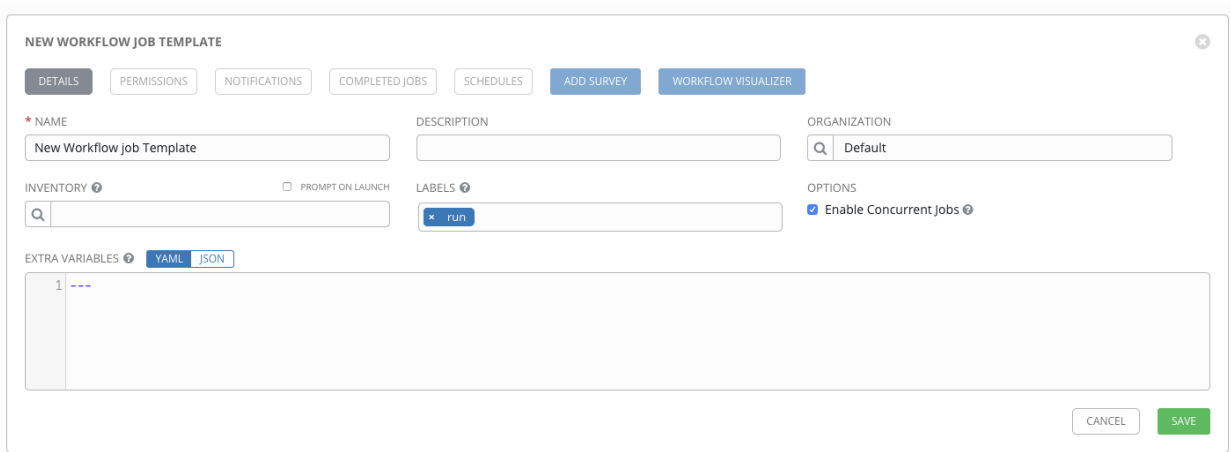 NEW WORKFLOW JOB TEMPLATE
DETAILS PERMISSIONS NOTIFICATIONS COMPLETED JOBS SCHEDULES ADD SURVEY WORKFLOW VISUALIZER
* NAME DESCRIPTION ORGANIZATION
New Workflow job Template Default
INVENTORY ? PROMPT ON LAUNCH LABELS ? OPTIONS
× run Enable Concurrent Jobs ?
EXTRA VARIABLES ? YAML JSON
1 ---
CANCEL SAVE